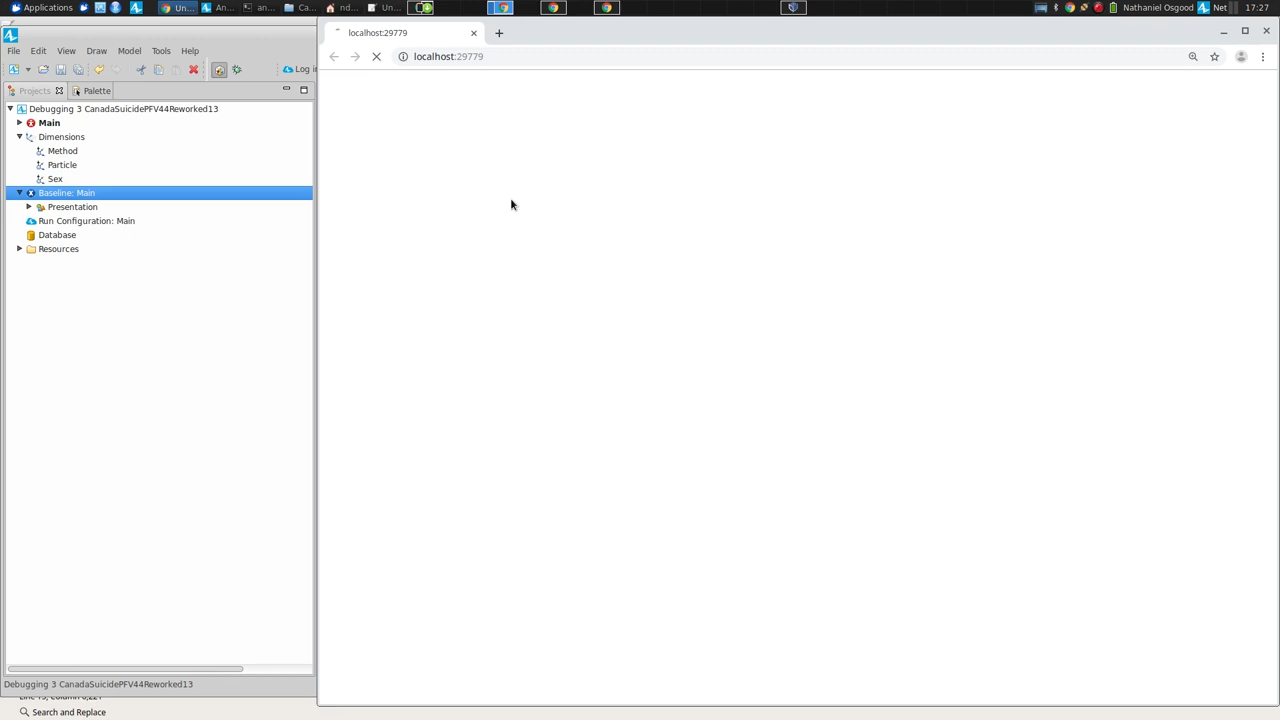 Applications
Un...
An...
an...
Ca...
nd...
Un...
Nathaniel Osgood
Net
17:27
File Edit View Draw Model Tools Help
Log in
Projects
Palette
Debugging 3 CanadaSuicidePFV44Reworked13
Main
Dimensions
Method
Particle
Sex
Baseline: Main
Presentation
Run Configuration: Main
Database
Resources
Debugging 3 CanadaSuicidePFV44Reworked13
Search and Replace
localhost:29779
localhost:29779